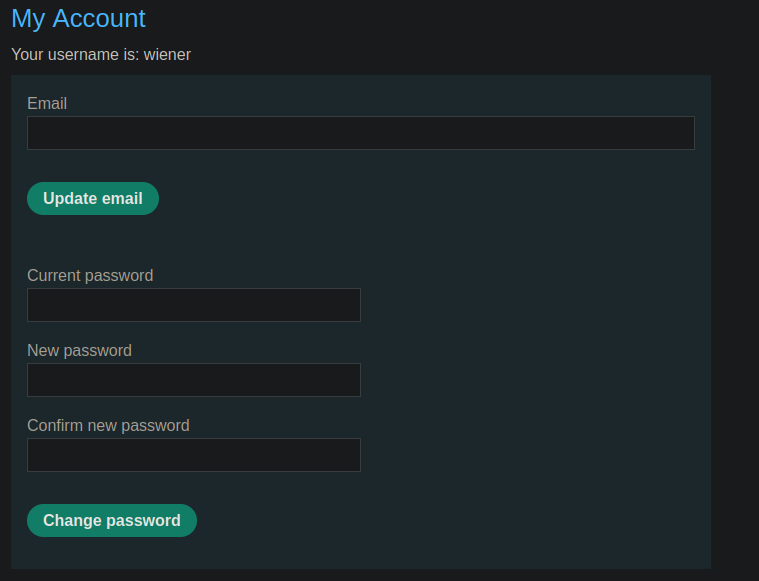 My Account
Your username is: wiener
Email
Update email
Current password
New password
Confirm new password
Change password